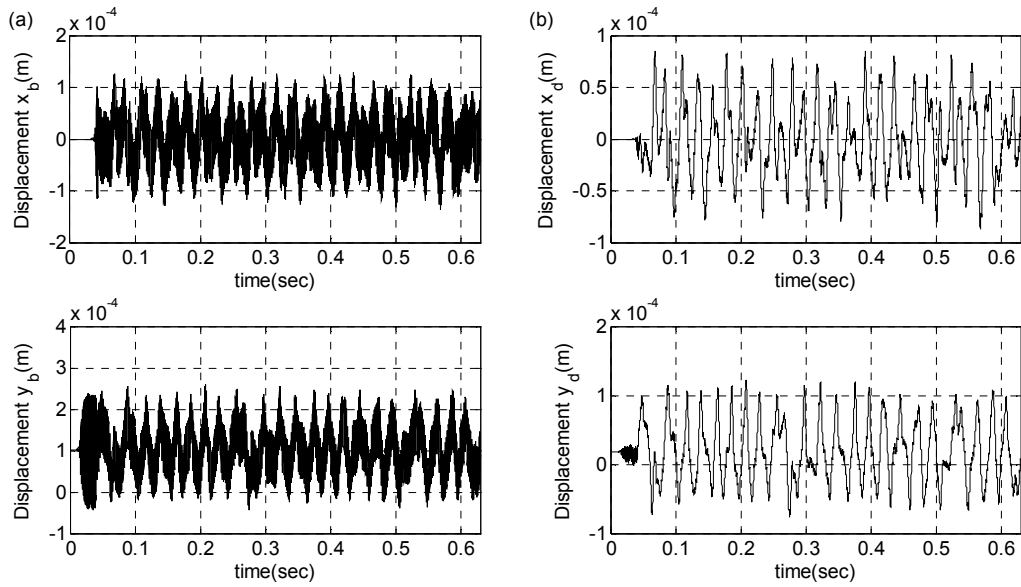 (a)
x 10^-4
2
1
0
-1
-2
Displacement x_b(m)
0 0.1 0.2 0.3 0.4 0.5 0.6
time(sec)
(b)
x 10^-4
1
0.5
0
-0.5
-1
Displacement x_d(m)
0 0.1 0.2 0.3 0.4 0.5 0.6
time(sec)
x 10^-4
4
3
2
1
0
-1
Displacement y_b(m)
0 0.1 0.2 0.3 0.4 0.5 0.6
time(sec)
x 10^-4
2
1
0
-1
Displacement y_d(m)
0 0.1 0.2 0.3 0.4 0.5 0.6
time(sec)